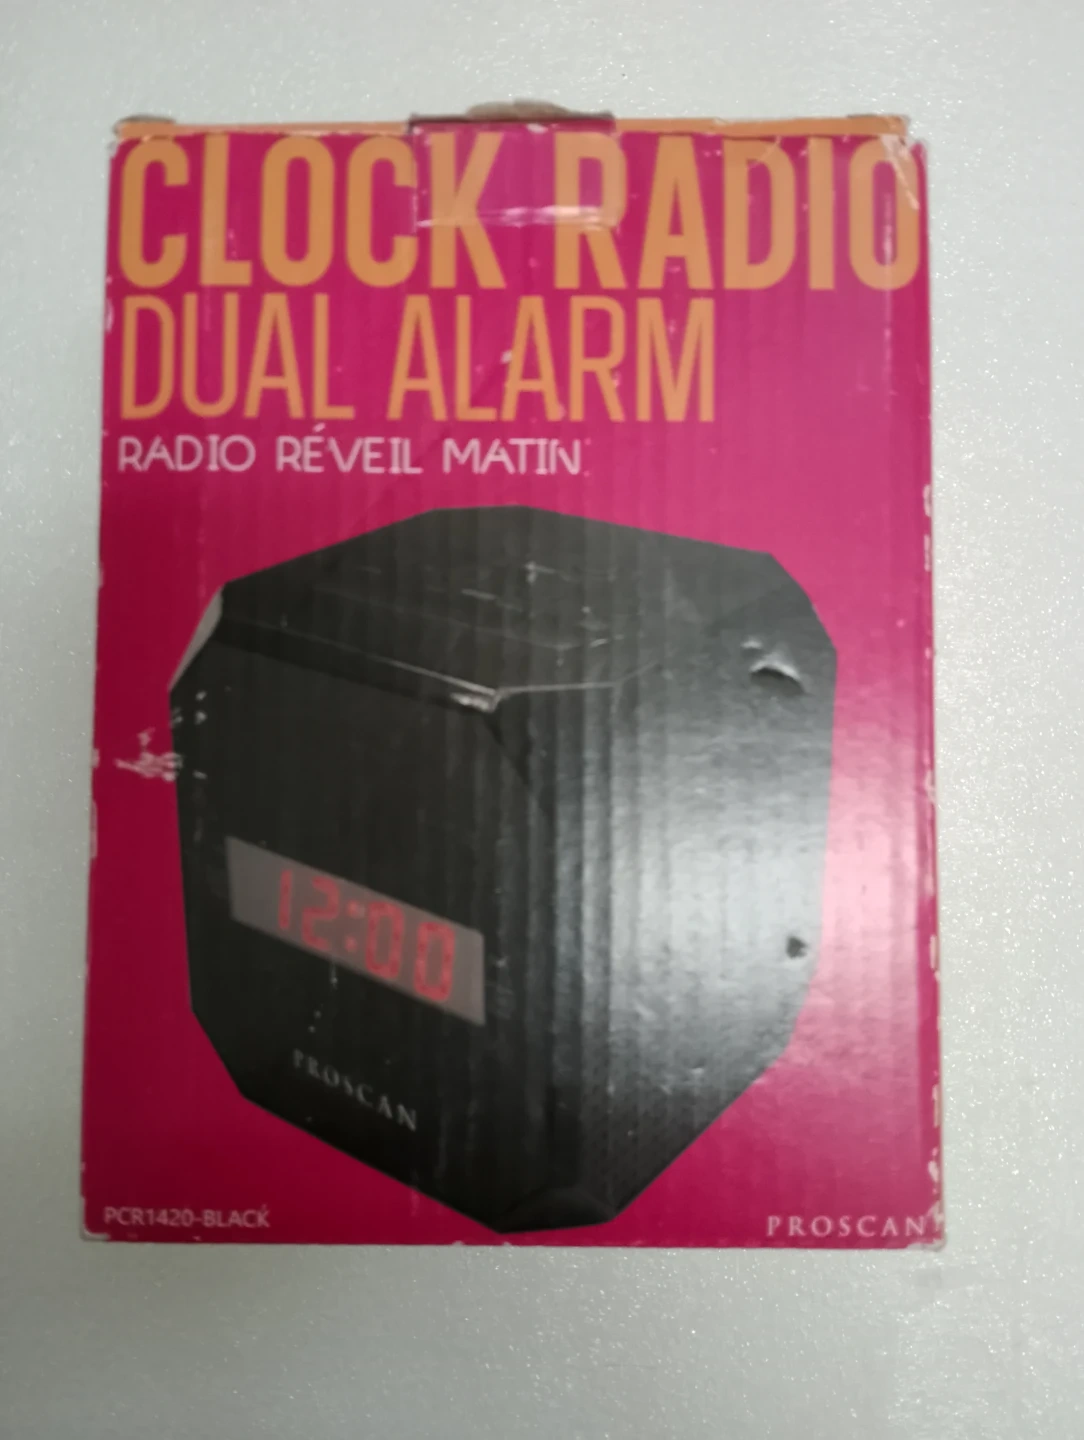 CLOCK RADIO
DUAL ALARM
RADIO RÉVEIL MATIN
12:00
PROSCAN
PCR1420-BLACK
PROSCAN